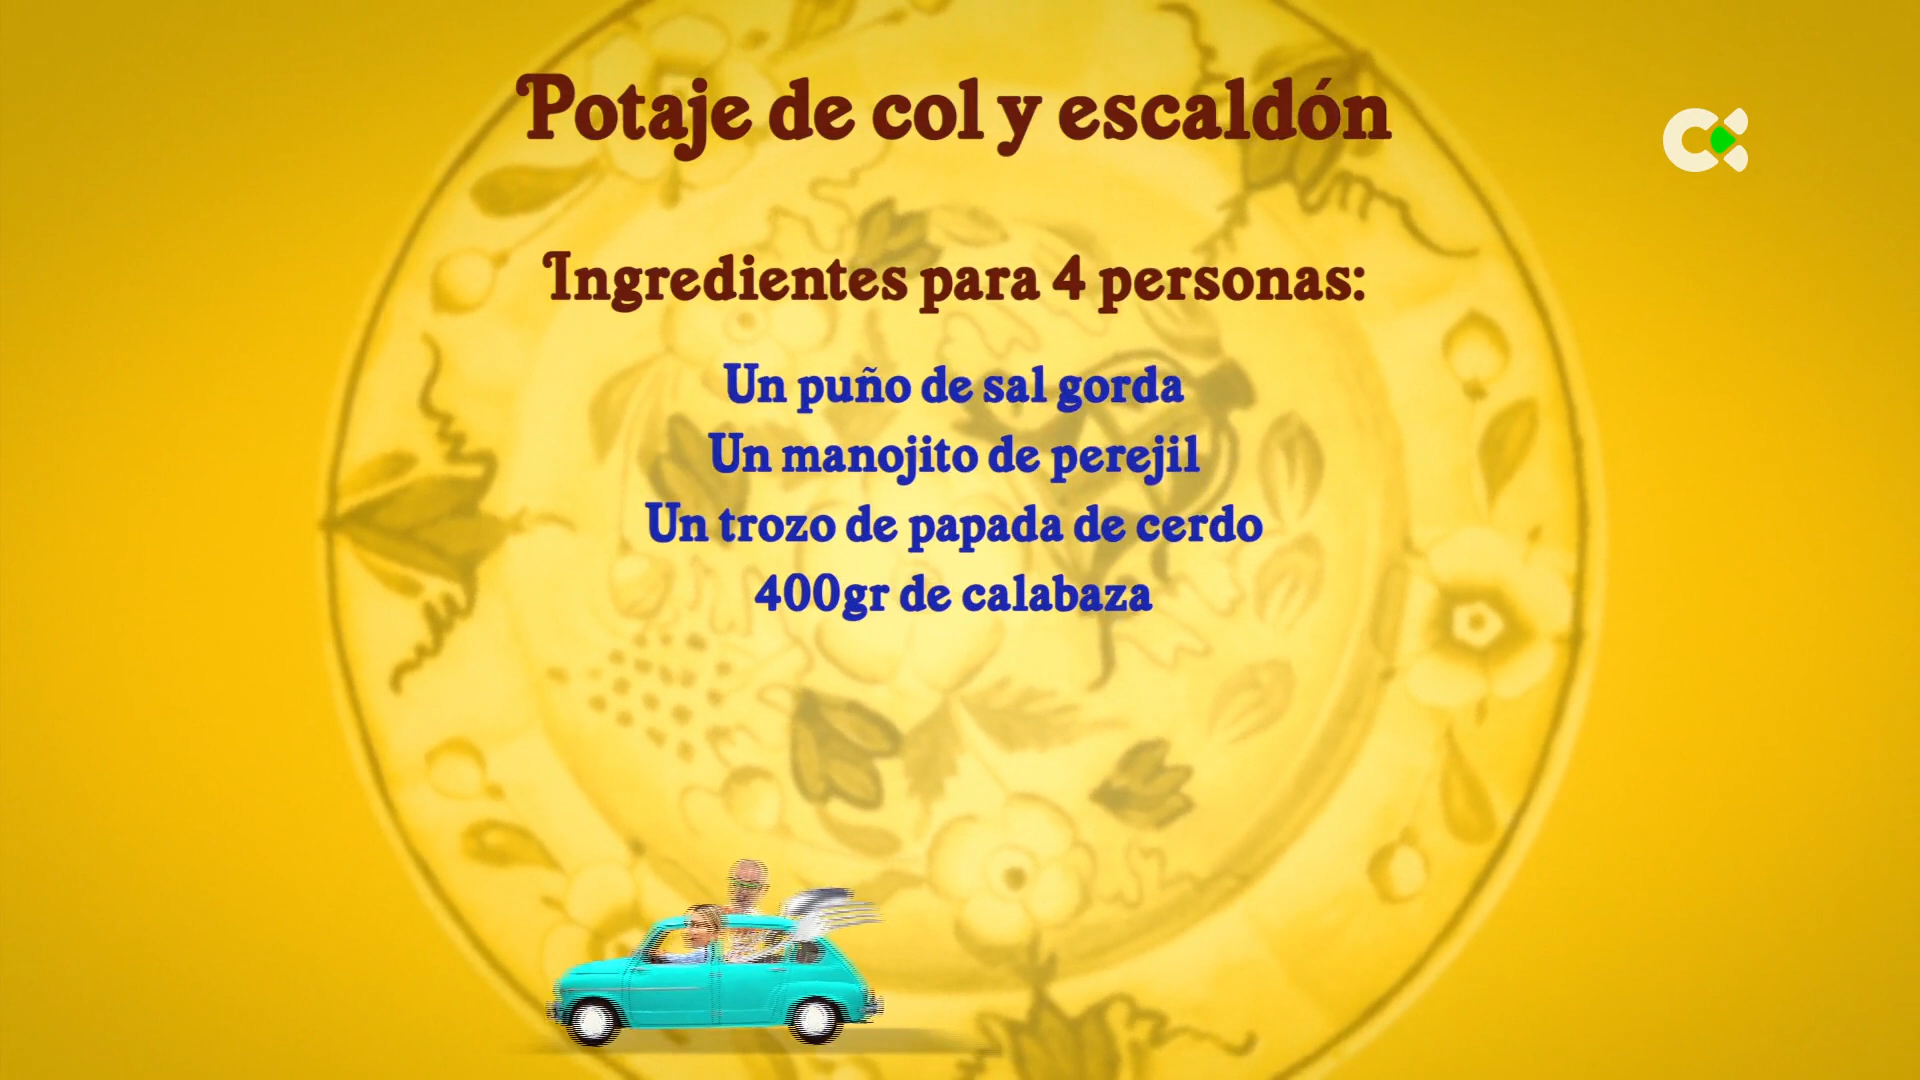 Potaje de col y escaldón
Ingredientes para 4 personas:
Un puño de sal gorda
Un manojito de perejil
Un trozo de papada de cerdo
400gr de calabaza